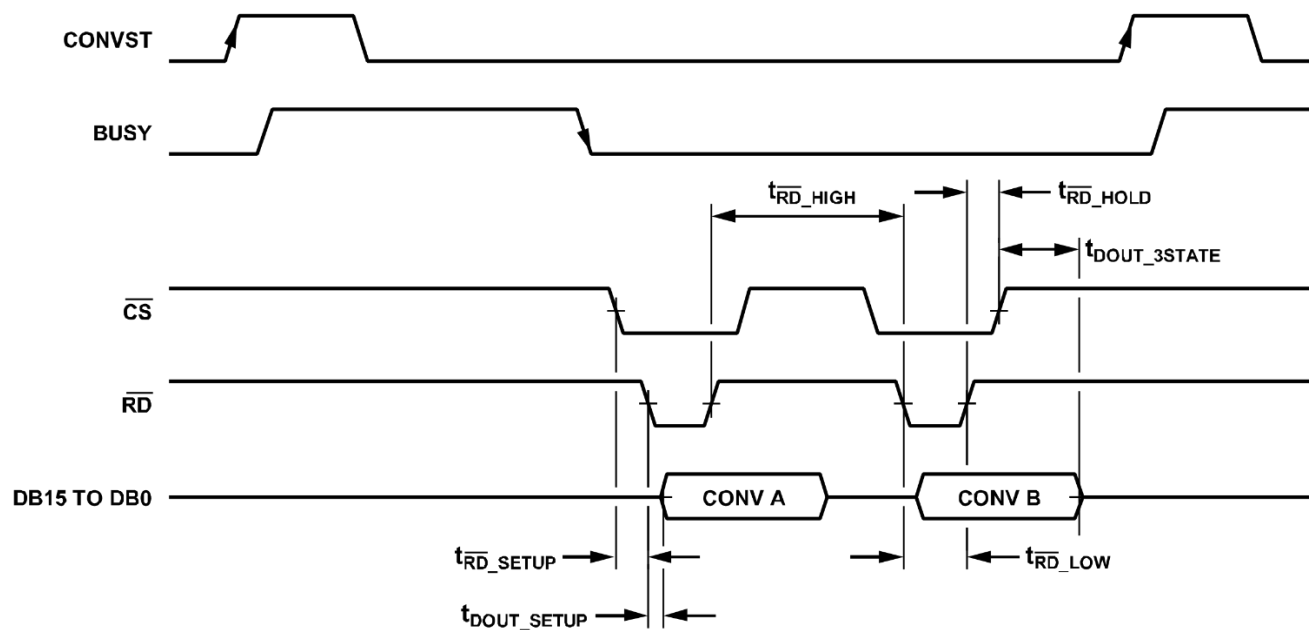 CONVST
BUSY
tRD_HIGH
tRD_HOLD
tDOUT_3STATE
CS
RD
DB15 TO DB0
CONV A
CONV B
tRD_SETUP
tRD_LOW
tDOUT_SETUP